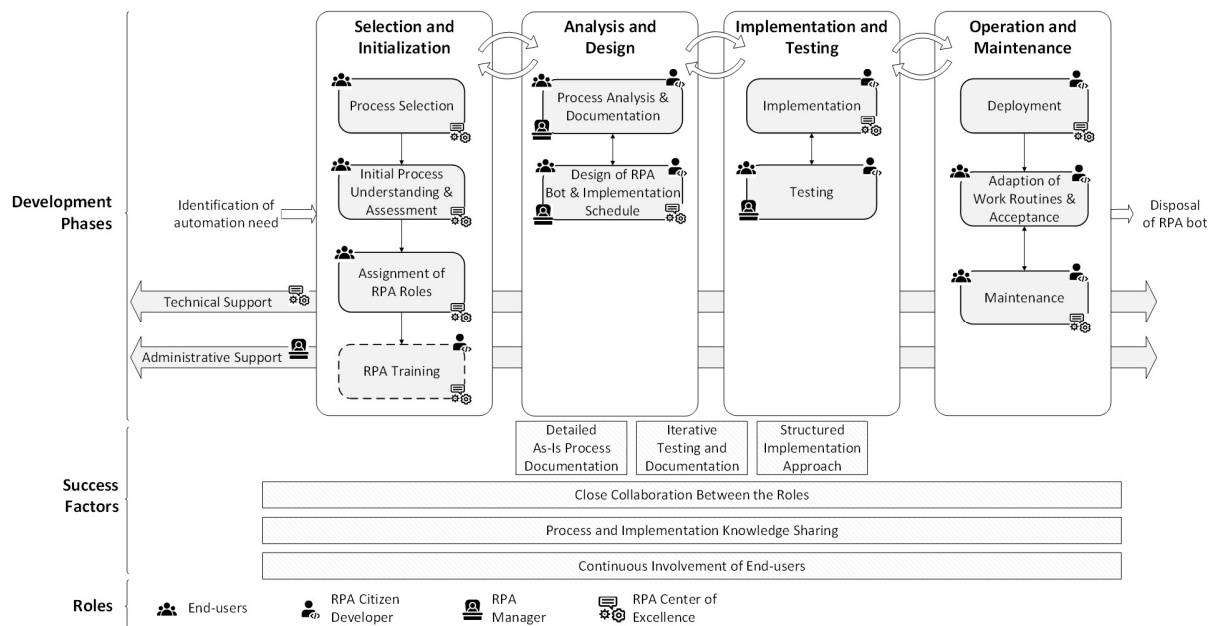 Selection and
Initialization
Analysis and
Design
Implementation and
Testing
Operation and
Maintenance
Development
Phases
Identification of
automation need
Process Selection
Initial Process
Understanding &
Assessment
Assignment of
RPA Roles
RPA Training
Process Analysis &
Documentation
Design of RPA
Bot & Implementation
Schedule
Implementation
Testing
Deployment
Adaption of
Work Routines &
Acceptance
Maintenance
Disposal
of RPA bot
Technical Support
Administrative Support
Success
Factors
Detailed
As-Is Process
Documentation
Iterative
Testing and
Documentation
Structured
Implementation
Approach
Close Collaboration Between the Roles
Process and Implementation Knowledge Sharing
Continuous Involvement of End-users
Roles
End-users
RPA Citizen
Developer
RPA
Manager
RPA Center of
Excellence